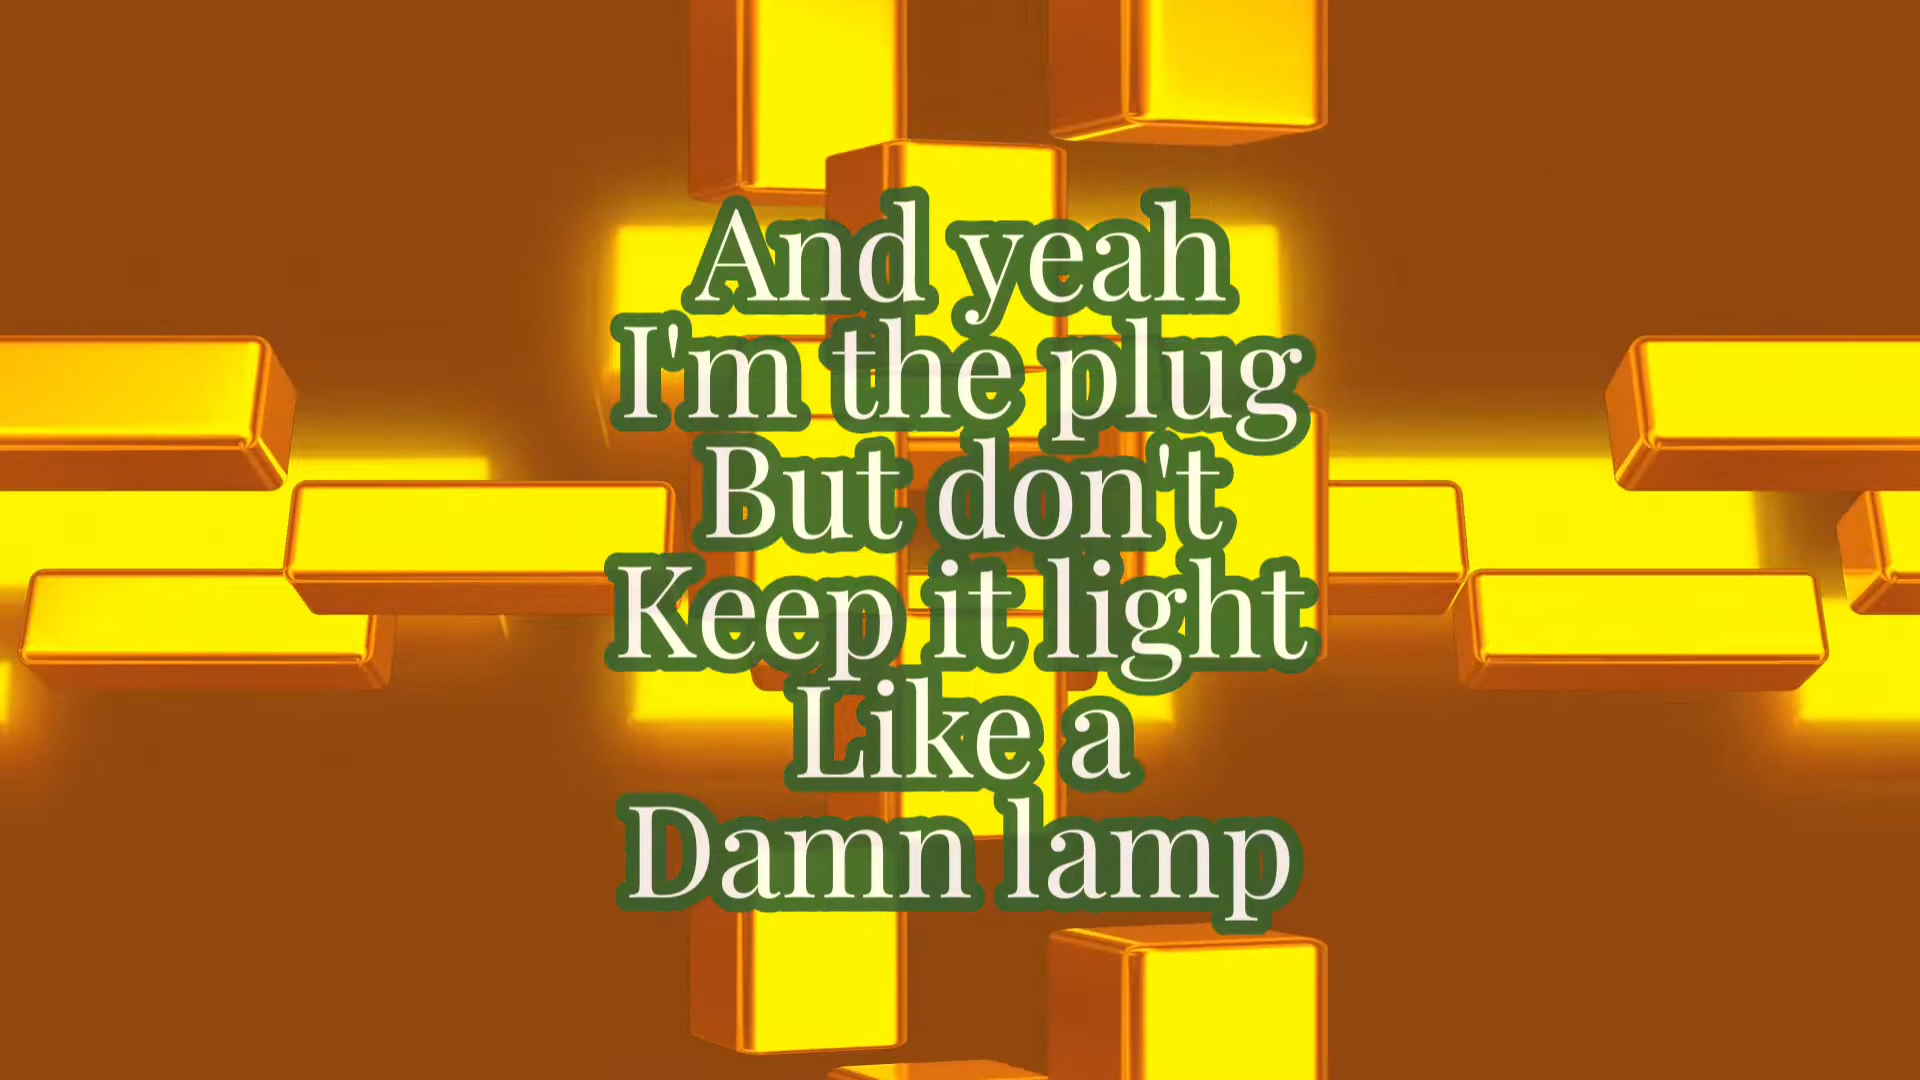 And yeah
I'm the plug
But don't
Keep it light
Like a
Damn lamp